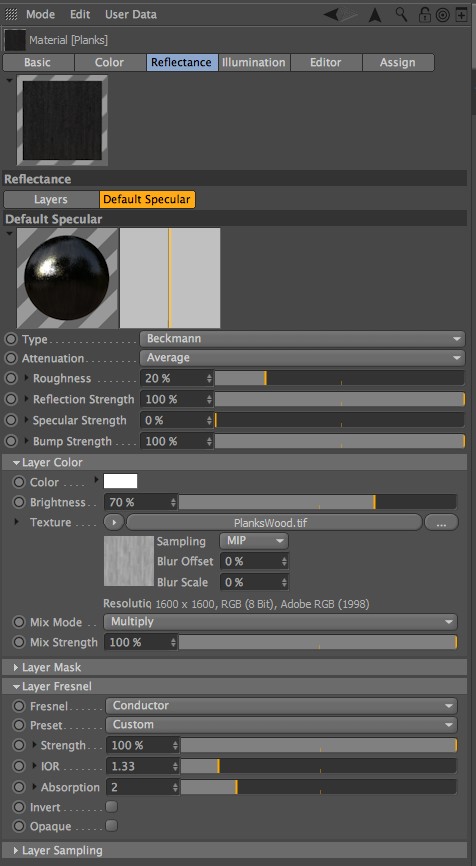 Mode Edit User Data
Material [Planks]
Basic Color Reflectance Illumination Editor Assign
Reflectance
Layers Default Specular
Default Specular
Type Beckmann
Attenuation Average
Roughness 20 %
Reflection Strength 100 %
Specular Strength 0 %
Bump Strength 100 %
Layer Color
Color
Brightness 70 %
Texture PlanksWood.tif ...
Sampling MIP
Blur Offset 0 %
Blur Scale 0 %
Resolutio 1600 x 1600, RGB (8 Bit), Adobe RGB (1998)
Mix Mode Multiply
Mix Strength 100 %
Layer Mask
Layer Fresnel
Fresnel Conductor
Preset Custom
Strength 100 %
IOR 1.33
Absorption 2
Invert
Opaque
Layer Sampling